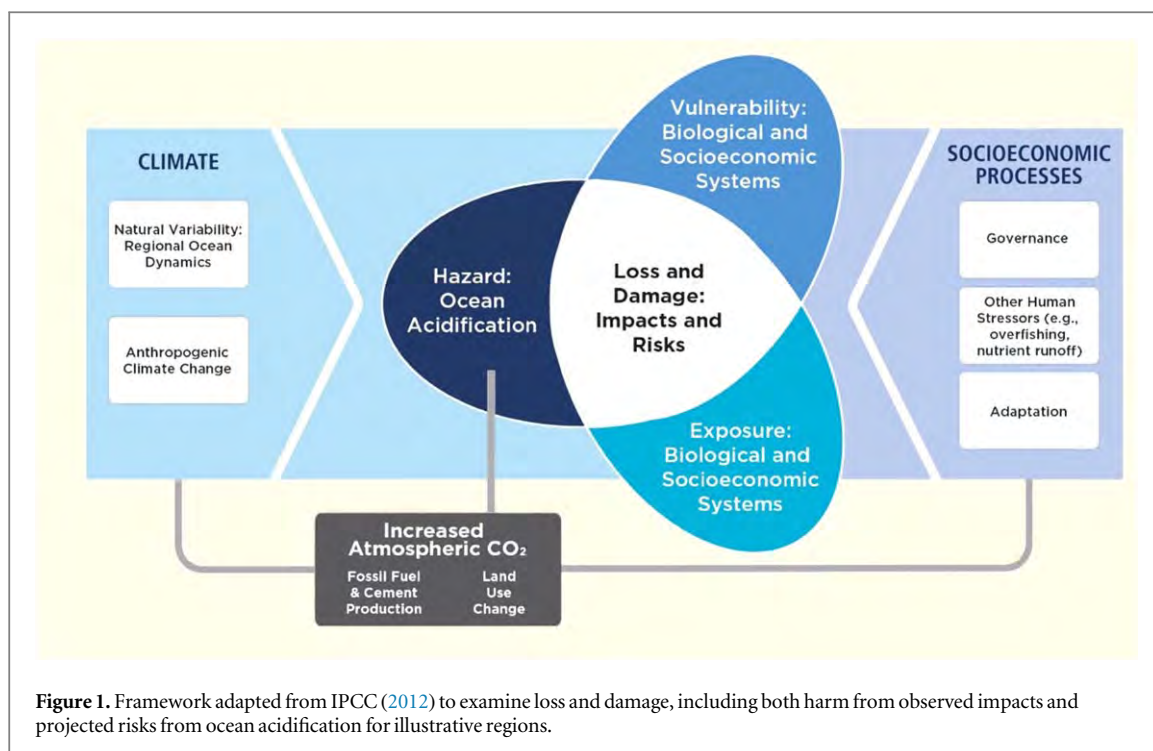 CLIMATE
Natural Variability:
Regional Ocean
Dynamics
Anthropogenic
Climate Change
Hazard:
Ocean
Acidification
Vulnerability:
Biological and
Socioeconomic
Systems
Loss and
Damage:
Impacts and
Risks
Exposure:
Biological and
Socioeconomic
Systems
SOCIOECONOMIC
PROCESSES
Governance
Other Human
Stressors (e.g.,
overfishing,
nutrient runoff)
Adaptation
Increased
Atmospheric CO₂
Fossil Fuel
& Cement
Production
Land
Use
Change
Figure 1. Framework adapted from IPCC (2012) to examine loss and damage, including both harm from observed impacts and
projected risks from ocean acidification for illustrative regions.